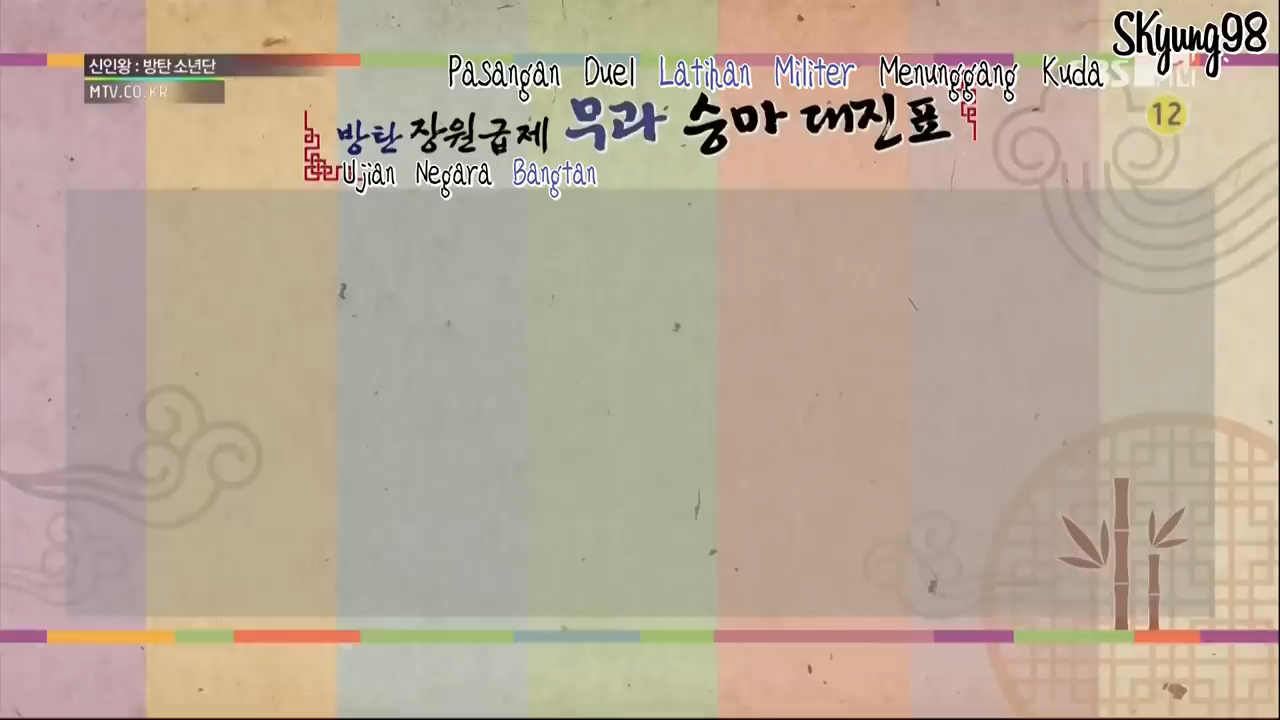 SKyung98
신인왕 : 방탄 소년단
MTV.CO.KR
Pasangan Duel Latihan Militer Menunggang Kuda
12
방탄 장원급제 무과 승마 대진표
Ujian Negara Bangtan